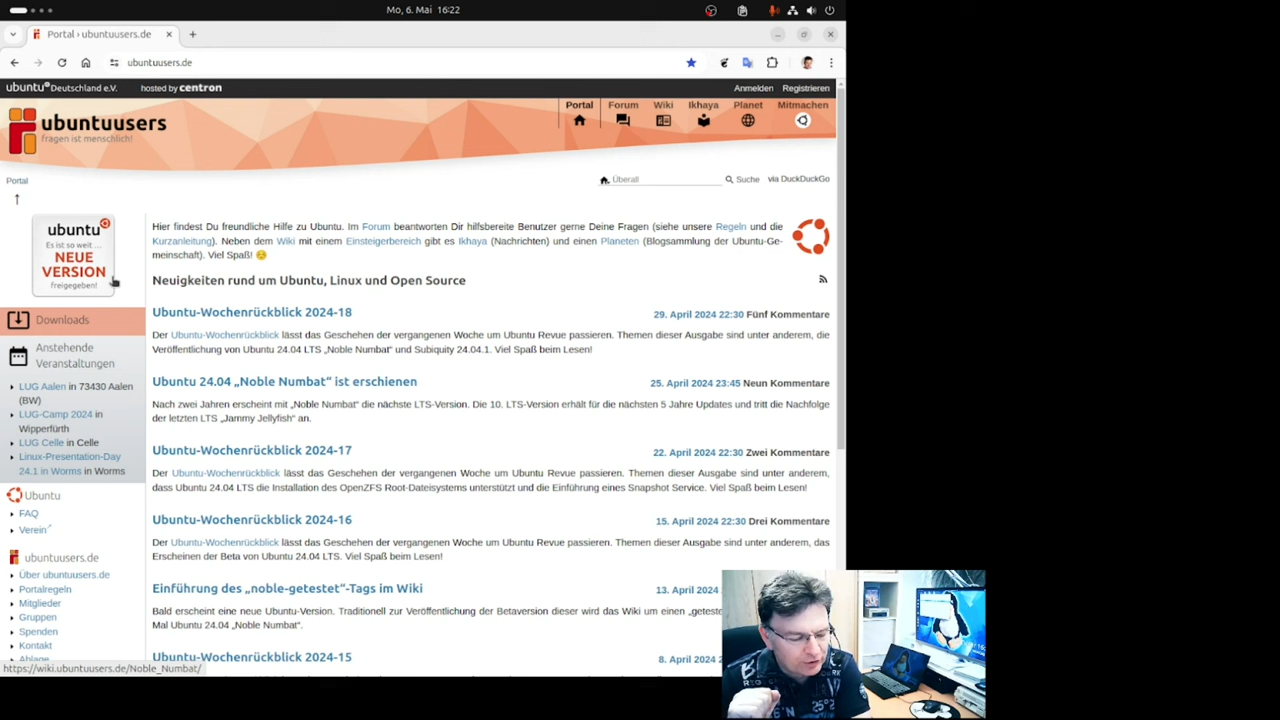 Mo, 6. Mai 16:22
Portal › ubuntuusers.de
ubuntuusers.de
ubuntu Deutschland e.V. hosted by centron
Anmelden Registrieren
ubuntuusers
fragen ist menschlich!
Portal Forum Wiki Ikhaya Planet Mitmachen
Portal
Überall Suche via DuckDuckGo
ubuntu
Es ist so weit ...
NEUE
VERSION
freigegeben!
Downloads
Anstehende
Veranstaltungen
LUG Aalen in 73430 Aalen
(BW)
LUG-Camp 2024 in
Wipperfürth
LUG Celle in Celle
Linux-Presentation-Day
24.1 in Worms in Worms
Ubuntu
FAQ
Verein
ubuntuusers.de
Über ubuntuusers.de
Portalregeln
Mitglieder
Gruppen
Spenden
Kontakt
Ablage
https://wiki.ubuntuusers.de/Noble_Numbat/
Hier findest Du freundliche Hilfe zu Ubuntu. Im Forum beantworten Dir hilfsbereite Benutzer gerne Deine Fragen (siehe unsere Regeln und die
Kurzanleitung). Neben dem Wiki mit einem Einsteigerbereich gibt es Ikhaya (Nachrichten) und einen Planeten (Blogsammlung der Ubuntu-Ge-
meinschaft). Viel Spaß!
Neuigkeiten rund um Ubuntu, Linux und Open Source
Ubuntu-Wochenrückblick 2024-18 29. April 2024 22:30 Fünf Kommentare
Der Ubuntu-Wochenrückblick lässt das Geschehen der vergangenen Woche um Ubuntu Revue passieren. Themen dieser Ausgabe sind unter anderem, die
Veröffentlichung von Ubuntu 24.04 LTS „Noble Numbat“ und Subiquity 24.04.1. Viel Spaß beim Lesen!
Ubuntu 24.04 „Noble Numbat“ ist erschienen 25. April 2024 23:45 Neun Kommentare
Nach zwei Jahren erscheint mit „Noble Numbat“ die nächste LTS-Version. Die 10. LTS-Version erhält für die nächsten 5 Jahre Updates und tritt die Nachfolge
der letzten LTS „Jammy Jellyfish“ an.
Ubuntu-Wochenrückblick 2024-17 22. April 2024 22:30 Zwei Kommentare
Der Ubuntu-Wochenrückblick lässt das Geschehen der vergangenen Woche um Ubuntu Revue passieren. Themen dieser Ausgabe sind unter anderem,
dass Ubuntu 24.04 LTS die Installation des OpenZFS Root-Dateisystems unterstützt und die Einführung eines Snapshot Service. Viel Spaß beim Lesen!
Ubuntu-Wochenrückblick 2024-16 15. April 2024 22:30 Drei Kommentare
Der Ubuntu-Wochenrückblick lässt das Geschehen der vergangenen Woche um Ubuntu Revue passieren. Themen dieser Ausgabe sind unter anderem, das
Erscheinen der Beta von Ubuntu 24.04 LTS. Viel Spaß beim Lesen!
Einführung des „noble-getestet“-Tags im Wiki 13. April 2024
Bald erscheint eine neue Ubuntu-Version. Traditionell zur Veröffentlichung der Betaversion dieser wird das Wiki um einen
Mal Ubuntu 24.04 „Noble Numbat“.
Ubuntu-Wochenrückblick 2024-15 8. April